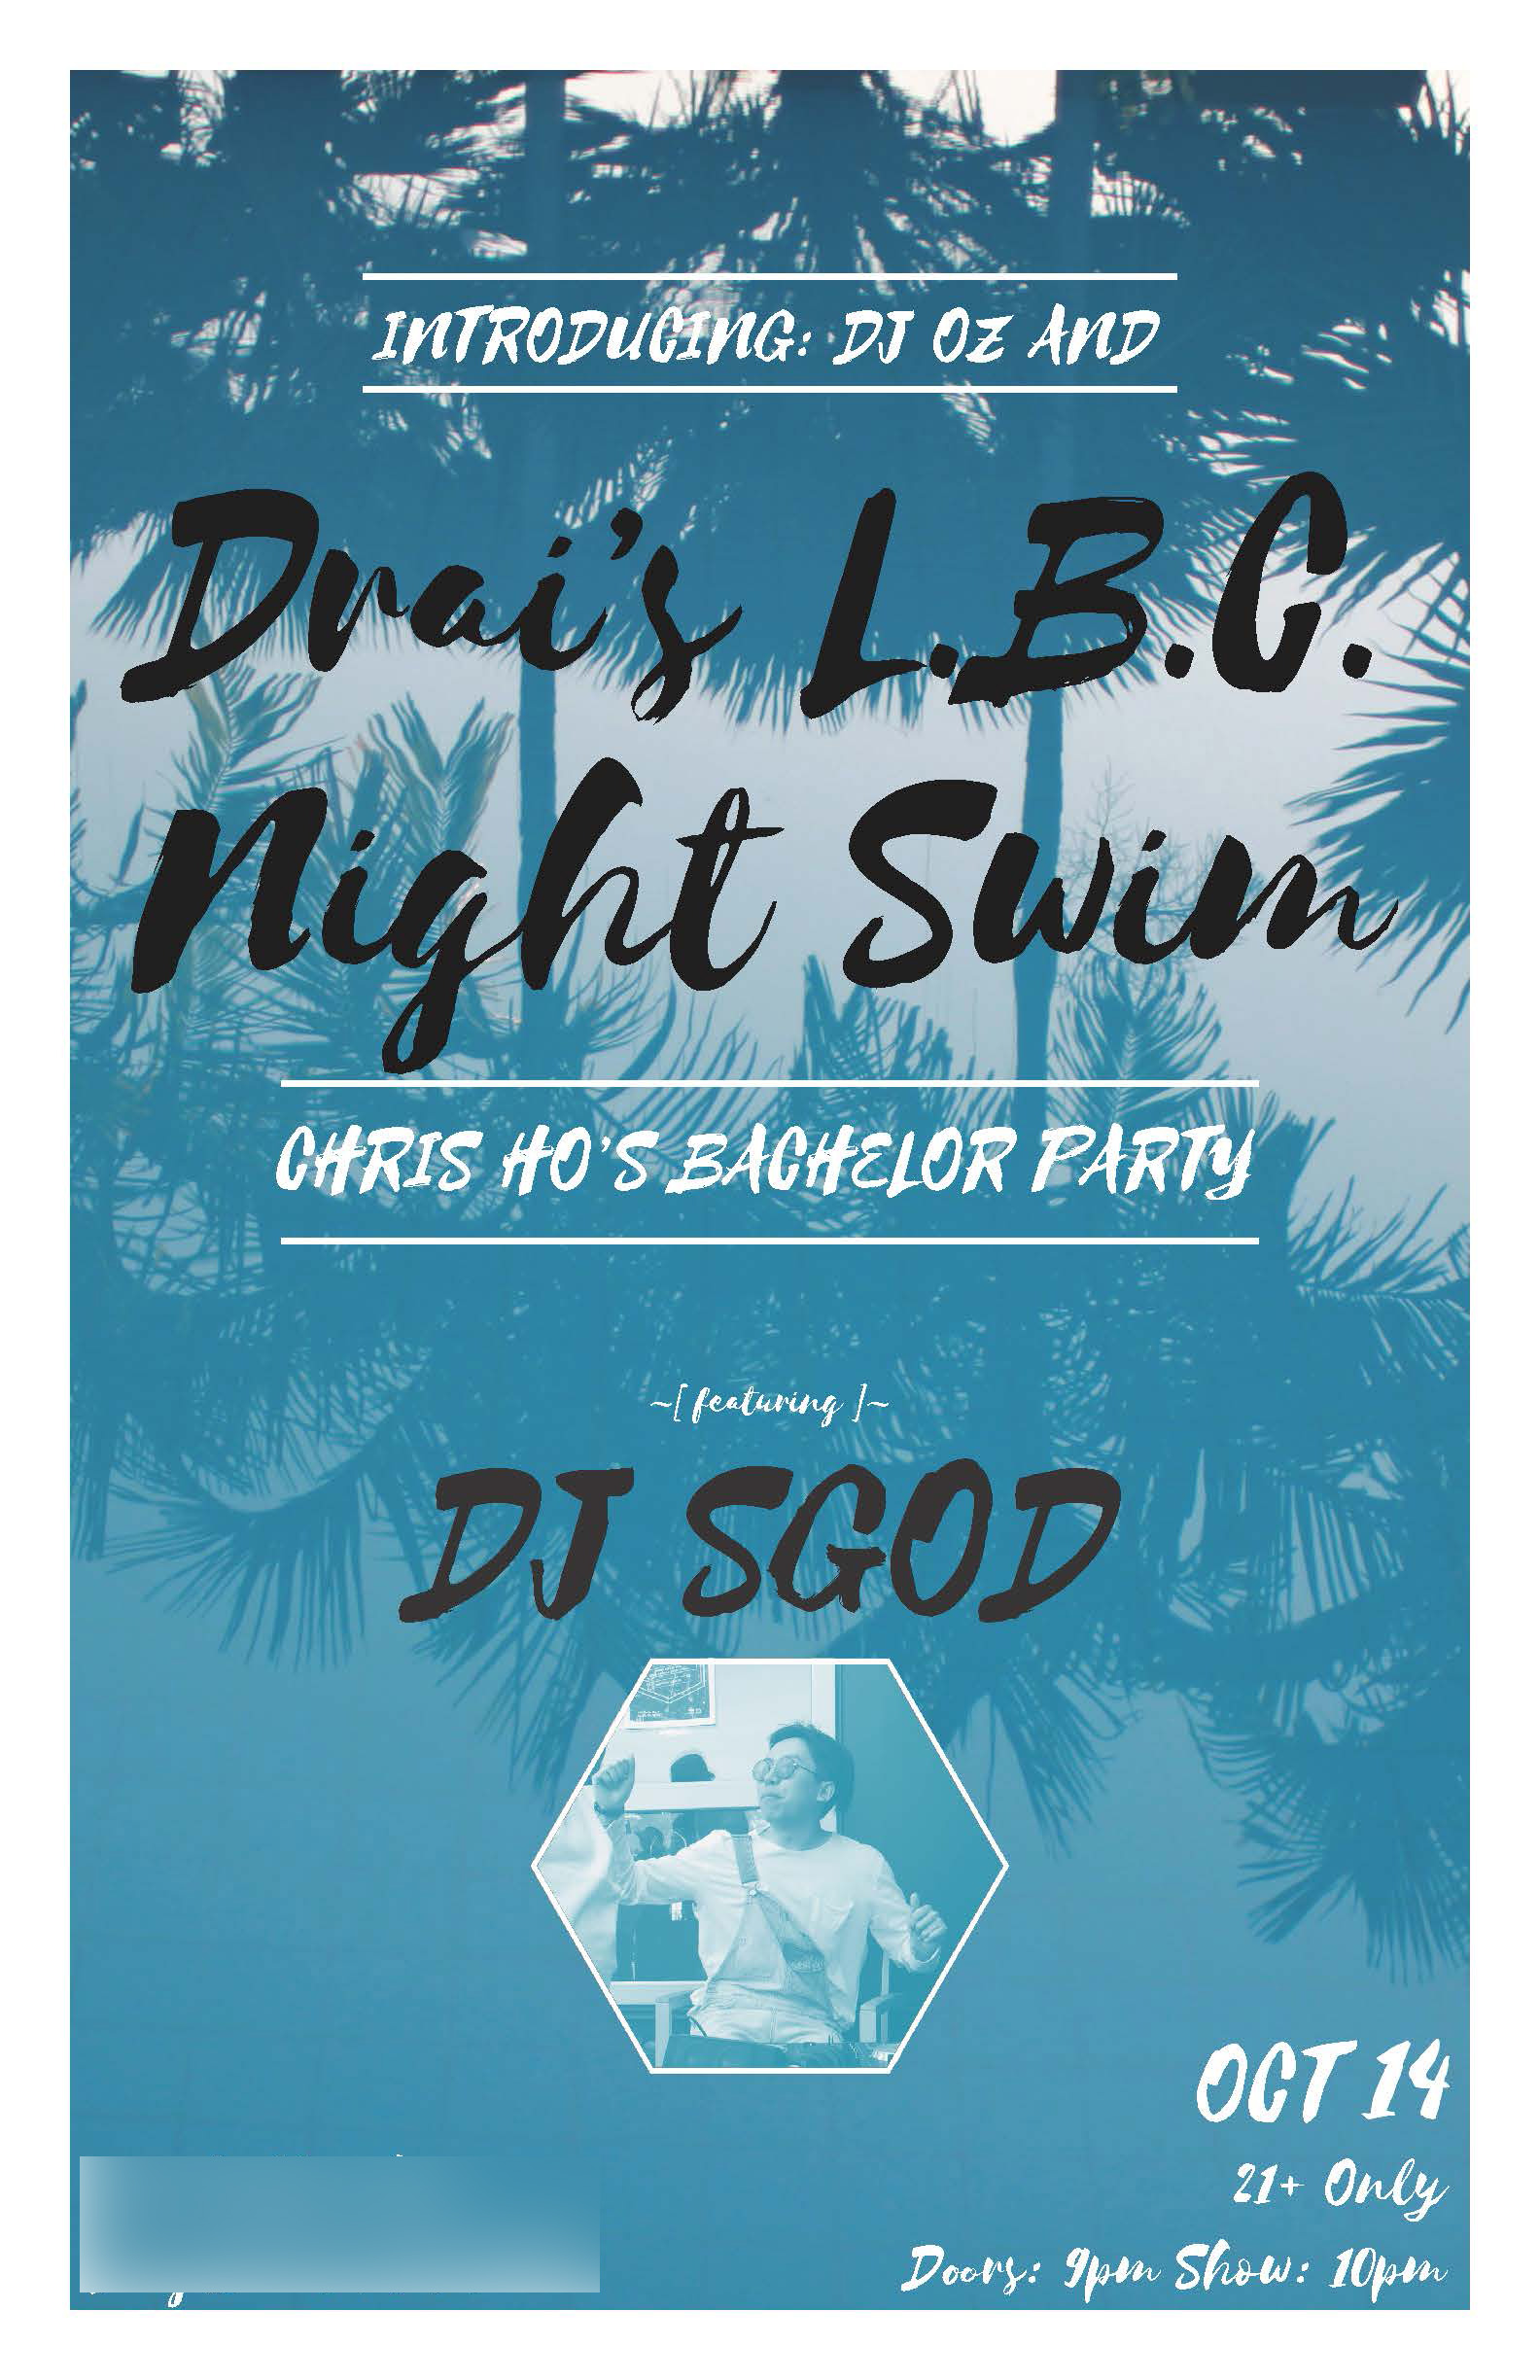 INTRODUCING: DJ OZ AND
Drai's L.B.C.
Night Swim
CHRIS HO'S BACHELOR PARTY
~[ featuring ]~
DJ SGOD
OCT 14
21+ Only
Doors: 9pm Show: 10pm